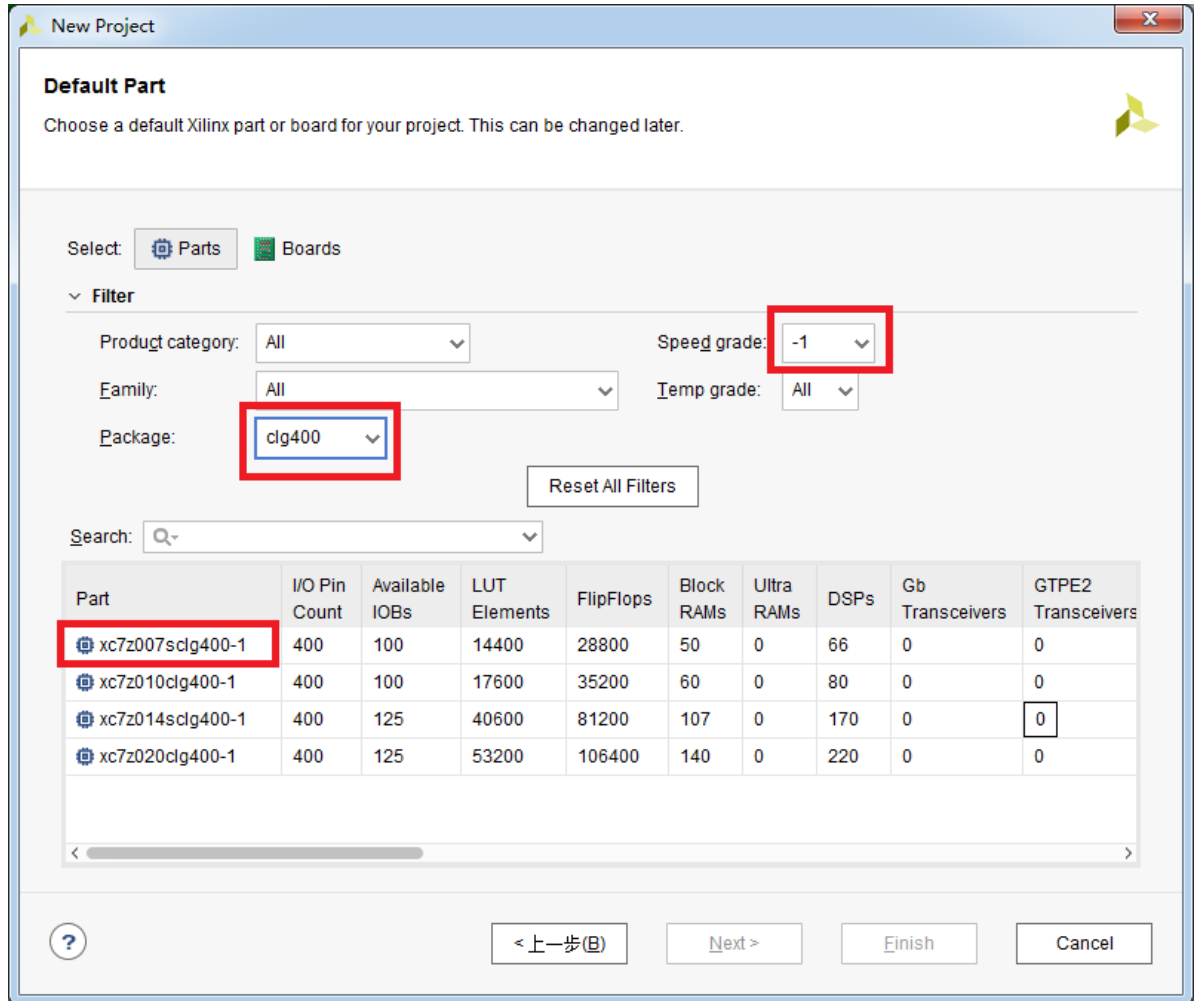 New Project
Default Part
Choose a default Xilinx part or board for your project. This can be changed later.
Select: Parts Boards
Filter
Product category: All Speed grade: -1
Family: All Temp grade: All
Package: clg400
Reset All Filters
Search: Q
Part I/O Pin Count Available IOBs LUT Elements FlipFlops Block RAMs Ultra RAMs DSPs Gb Transceivers GTPE2 Transceivers
xc7z007sclg400-1 400 100 14400 28800 50 0 66 0 0
xc7z010clg400-1 400 100 17600 35200 60 0 80 0 0
xc7z014sclg400-1 400 125 40600 81200 107 0 170 0 0
xc7z020clg400-1 400 125 53200 106400 140 0 220 0 0
? <上一步(B) Next > Finish Cancel